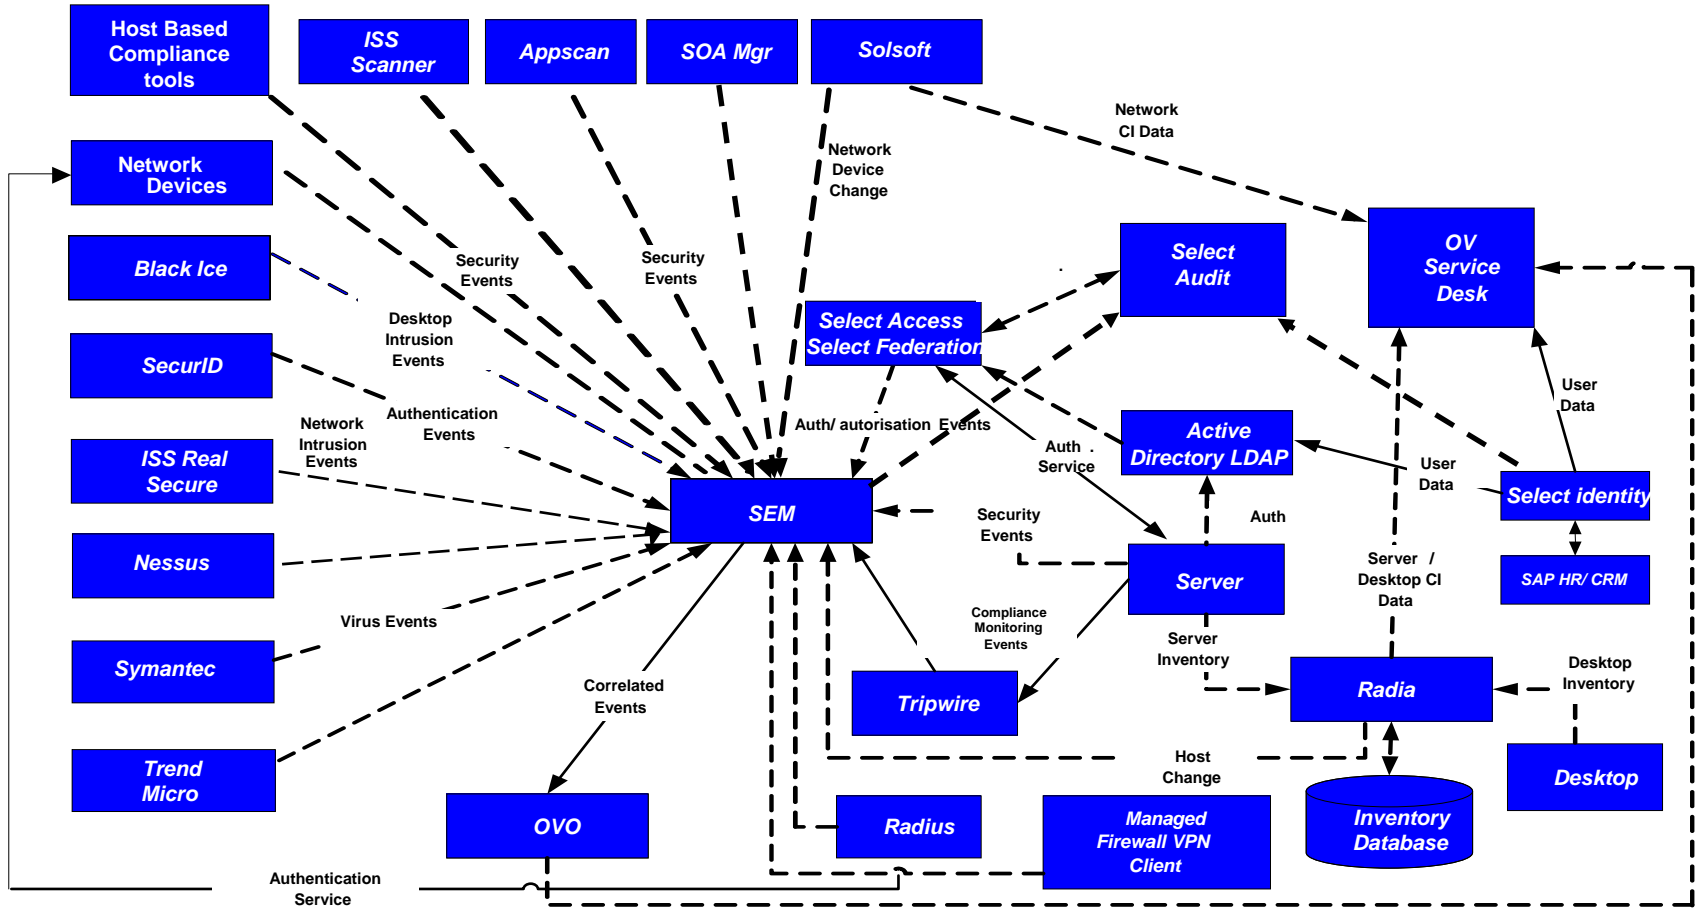 Host Based
Compliance
tools
ISS
Scanner
Appscan
SOA Mgr
Solsoft
Network
CI Data
Network
Device
Change
Network
Devices
Black Ice
SecurID
ISS Real
Secure
Nessus
Symantec
Trend
Micro
Security
Events
Security
Events
Desktop
Intrusion
Events
Authentication
Events
Network
Intrusion
Events
Virus Events
Select
Audit
OV
Service
Desk
Select Access
Select Federation
Auth/ autorisation Events
Auth .
Service
Active
Directory LDAP
User
Data
User
Data
Select identity
SAP HR/ CRM
SEM
Security
Events
Auth
Server
Server /
Desktop CI
Data
Compliance
Monitoring
Events
Server
Inventory
Tripwire
Radia
Desktop
Inventory
Correlated
Events
Host
Change
Desktop
OVO
Radius
Managed
Firewall VPN
Client
Inventory
Database
Authentication
Service